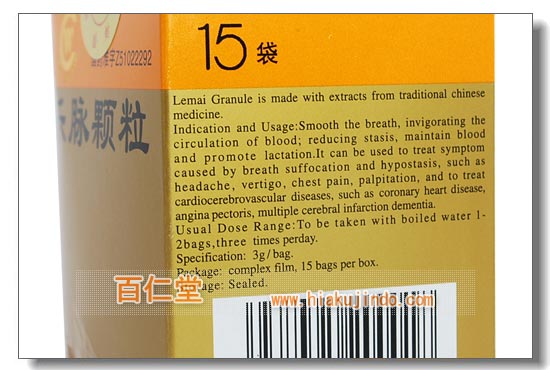 15袋
国药准字Z51022292
脉颗粒
Lemai Granule is made with extracts from traditional chinese
medicine.
Indication and Usage:Smooth the breath, invigorating the
circulation of blood; reducing stasis, maintain blood
and promote lactation.It can be used to treat symptom
caused by breath suffocation and hypostasis, such as
headache, vertigo, chest pain, palpitation, and to treat
cardiocerebrovascular diseases, such as coronary heart disease,
angina pectoris, multiple cerebral infarction dementia.
Usual Dose Range:To be taken with boiled water 1-
2bags,three times perday.
Specification: 3g/bag.
Package: complex film, 15 bags per box.
Sealed.
百仁堂
www.hiakujindo.com